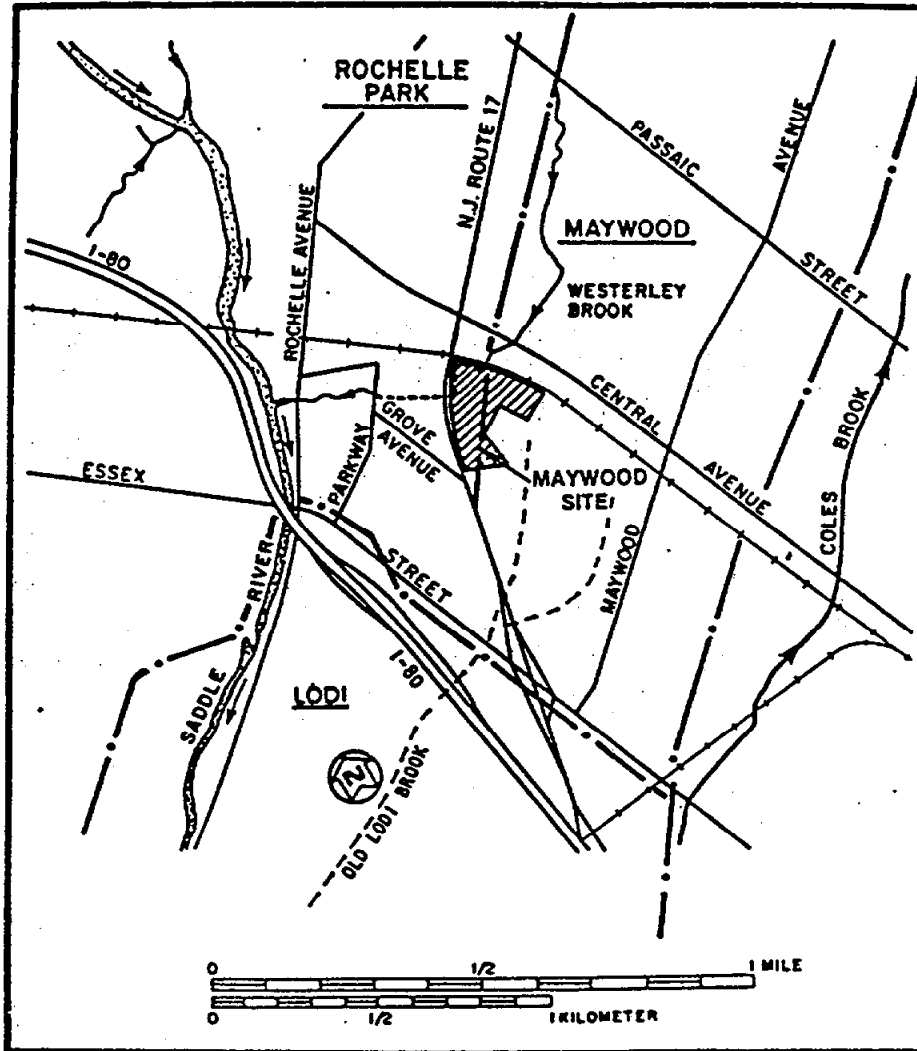 ROCHELLE
PARK
N.J. ROUTE 17
PASSAIC
STREET
AVENUE
MAYWOOD
I-80
ROCHELLE AVENUE
MAYWOOD
WESTERLEY
BROOK
CENTRAL
AVENUE
BROOK
COLES
GROVE
AVENUE
PARKWAY
MAYWOOD
SITE
ESSEX
STREET
RIVER
SADDLE
I-80
LODI
N
OLD LODI BROOK
0 1/2 1 MILE
0 1/2 1 KILOMETER